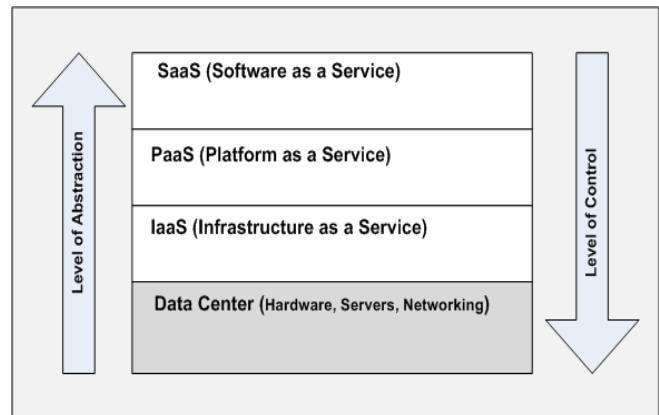 SaaS (Software as a Service)
PaaS (Platform as a Service)
IaaS (Infrastructure as a Service)
Data Center (Hardware, Servers, Networking)
Level of Abstraction
Level of Control